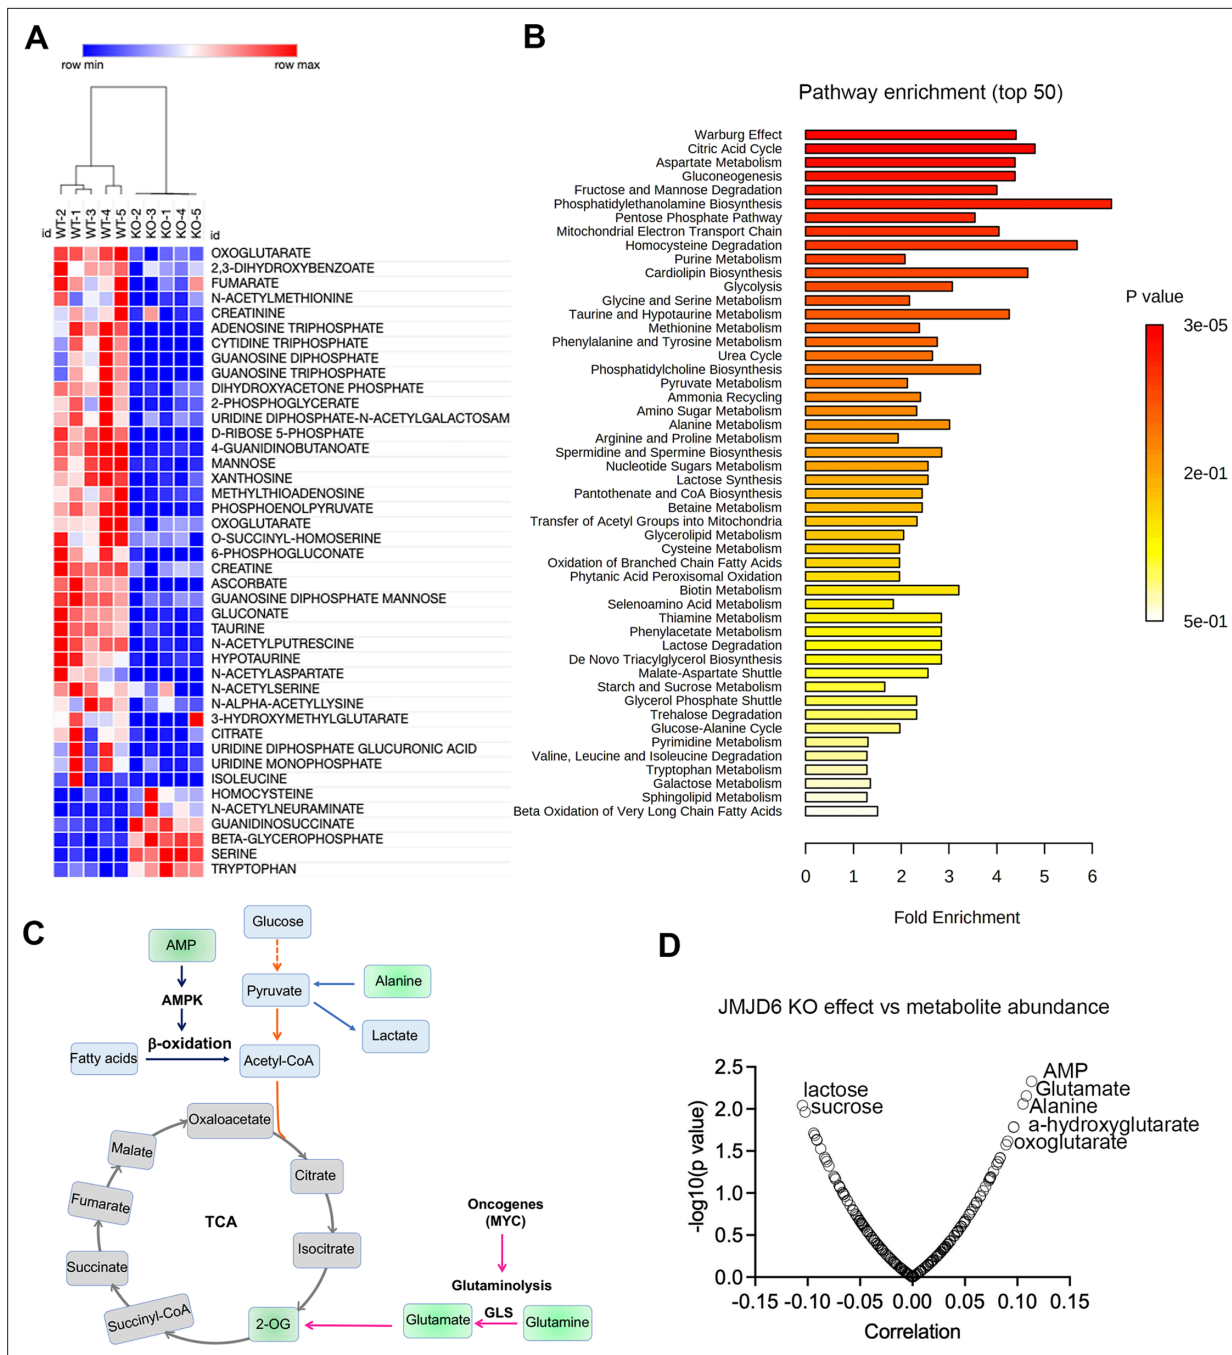 A
row min
row max
id
WT-2
WT-1
WT-3
WT-4
WT-5
KO-2
KO-3
KO-1
KO-4
KO-5
id
OXOGLUTARATE
2,3-DIHYDROXYBENZOATE
FUMARATE
N-ACETYLMETHIONINE
CREATININE
ADENOSINE TRIPHOSPHATE
CYTIDINE TRIPHOSPHATE
GUANOSINE DIPHOSPHATE
GUANOSINE TRIPHOSPHATE
DIHYDROXYACETONE PHOSPHATE
2-PHOSPHOGLYCERATE
URIDINE DIPHOSPHATE-N-ACETYLGALACTOSAM
D-RIBOSE 5-PHOSPHATE
4-GUANIDINOBUTANOATE
MANNOSE
XANTHOSINE
METHYLTHIOADENOSINE
PHOSPHOENOLPYRUVATE
OXOGLUTARATE
O-SUCCINYL-HOMOSERINE
6-PHOSPHOGLUCONATE
CREATINE
ASCORBATE
GUANOSINE DIPHOSPHATE MANNOSE
GLUCONATE
TAURINE
N-ACETYLPUTRESCINE
HYPOTAURINE
N-ACETYLASPARTATE
N-ACETYLSERINE
N-ALPHA-ACETYLLYSINE
3-HYDROXYMETHYLGLUTARATE
CITRATE
URIDINE DIPHOSPHATE GLUCURONIC ACID
URIDINE MONOPHOSPHATE
ISOLEUCINE
HOMOCYSTEINE
N-ACETYLNEURAMINATE
GUANIDINOSUCCINATE
BETA-GLYCEROPHOSPHATE
SERINE
TRYPTOPHAN
B
Pathway enrichment (top 50)
Warburg Effect
Citric Acid Cycle
Aspartate Metabolism
Gluconeogenesis
Fructose and Mannose Degradation
Phosphatidylethanolamine Biosynthesis
Pentose Phosphate Pathway
Mitochondrial Electron Transport Chain
Homocysteine Degradation
Purine Metabolism
Cardiolipin Biosynthesis
Glycolysis
Glycine and Serine Metabolism
Taurine and Hypotaurine Metabolism
Methionine Metabolism
Phenylalanine and Tyrosine Metabolism
Urea Cycle
Phosphatidylcholine Biosynthesis
Pyruvate Metabolism
Ammonia Recycling
Amino Sugar Metabolism
Alanine Metabolism
Arginine and Proline Metabolism
Spermidine and Spermine Biosynthesis
Nucleotide Sugars Metabolism
Lactose Synthesis
Pantothenate and CoA Biosynthesis
Betaine Metabolism
Transfer of Acetyl Groups into Mitochondria
Glycerolipid Metabolism
Cysteine Metabolism
Oxidation of Branched Chain Fatty Acids
Phytanic Acid Peroxisomal Oxidation
Biotin Metabolism
Selenoamino Acid Metabolism
Thiamine Metabolism
Phenylacetate Metabolism
Lactose Degradation
De Novo Triacylglycerol Biosynthesis
Malate-Aspartate Shuttle
Starch and Sucrose Metabolism
Glycerol Phosphate Shuttle
Trehalose Degradation
Glucose-Alanine Cycle
Pyrimidine Metabolism
Valine, Leucine and Isoleucine Degradation
Tryptophan Metabolism
Galactose Metabolism
Sphingolipid Metabolism
Beta Oxidation of Very Long Chain Fatty Acids
0 1 2 3 4 5 6
Fold Enrichment
P value
3e-05
2e-01
5e-01
C
Glucose
AMP
Pyruvate
Alanine
AMPK
Lactate
β-oxidation
Fatty acids
Acetyl-CoA
Oxaloacetate
Malate
Citrate
Fumarate
TCA
Oncogenes
(MYC)
Isocitrate
Succinate
Glutaminolysis
Succinyl-CoA
2-OG
Glutamate
GLS
Glutamine
D
JMJD6 KO effect vs metabolite abundance
2.5
2.0
1.5
1.0
0.5
0.0
-log10(p value)
lactose
sucrose
AMP
Glutamate
Alanine
a-hydroxyglutarate
oxoglutarate
-0.15 -0.10 -0.05 0.00 0.05 0.10 0.15
Correlation